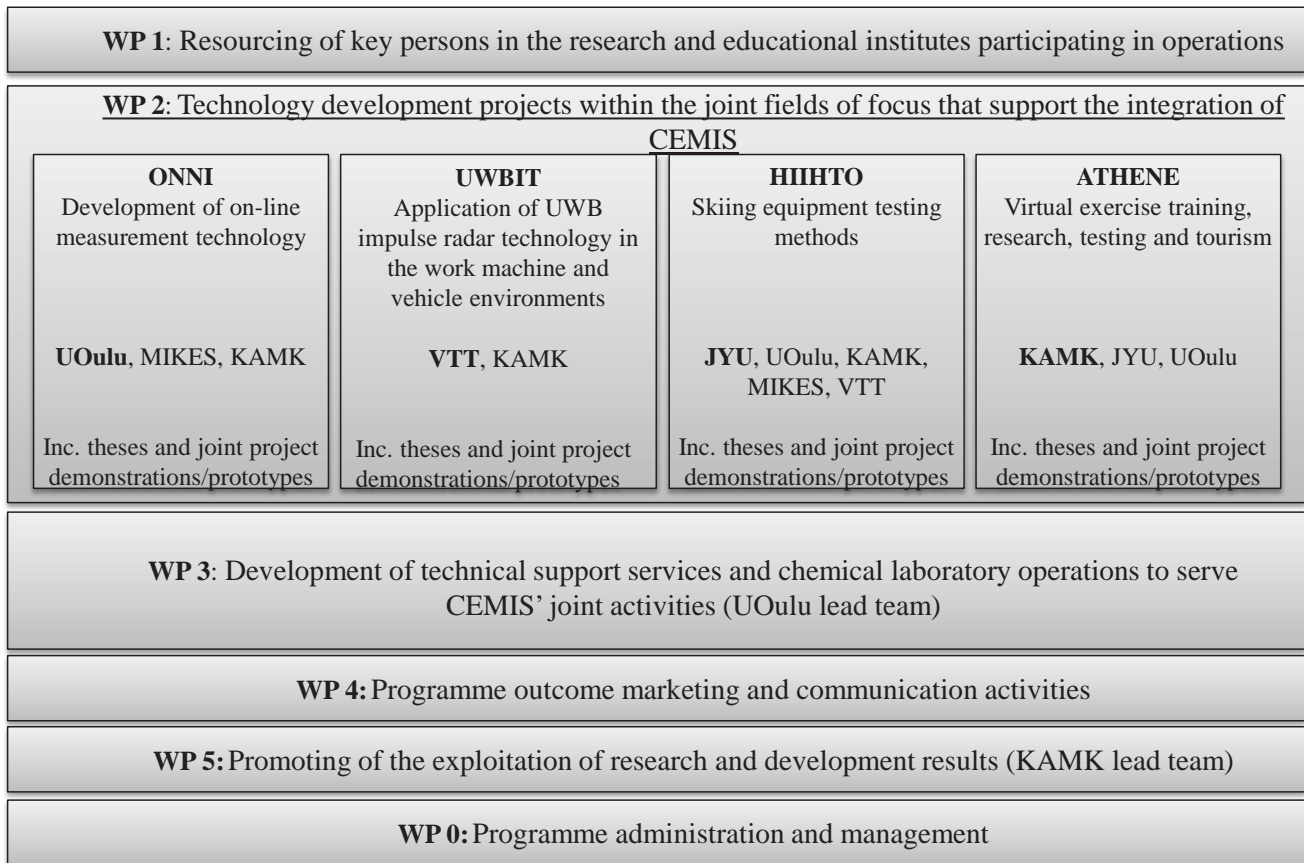 WP 1: Resourcing of key persons in the research and educational institutes participating in operations
WP 2: Technology development projects within the joint fields of focus that support the integration of
CEMIS
ONNI
Development of on-line
measurement technology
UOulu, MIKES, KAMK
Inc. theses and joint project
demonstrations/prototypes
UWBIT
Application of UWB
impulse radar technology in
the work machine and
vehicle environments
VTT, KAMK
Inc. theses and joint project
demonstrations/prototypes
HIIHTO
Skiing equipment testing
methods
JYU, UOulu, KAMK,
MIKES, VTT
Inc. theses and joint project
demonstrations/prototypes
ATHENE
Virtual exercise training,
research, testing and tourism
KAMK, JYU, UOulu
Inc. theses and joint project
demonstrations/prototypes
WP 3: Development of technical support services and chemical laboratory operations to serve
CEMIS' joint activities (UOulu lead team)
WP 4: Programme outcome marketing and communication activities
WP 5: Promoting of the exploitation of research and development results (KAMK lead team)
WP 0: Programme administration and management